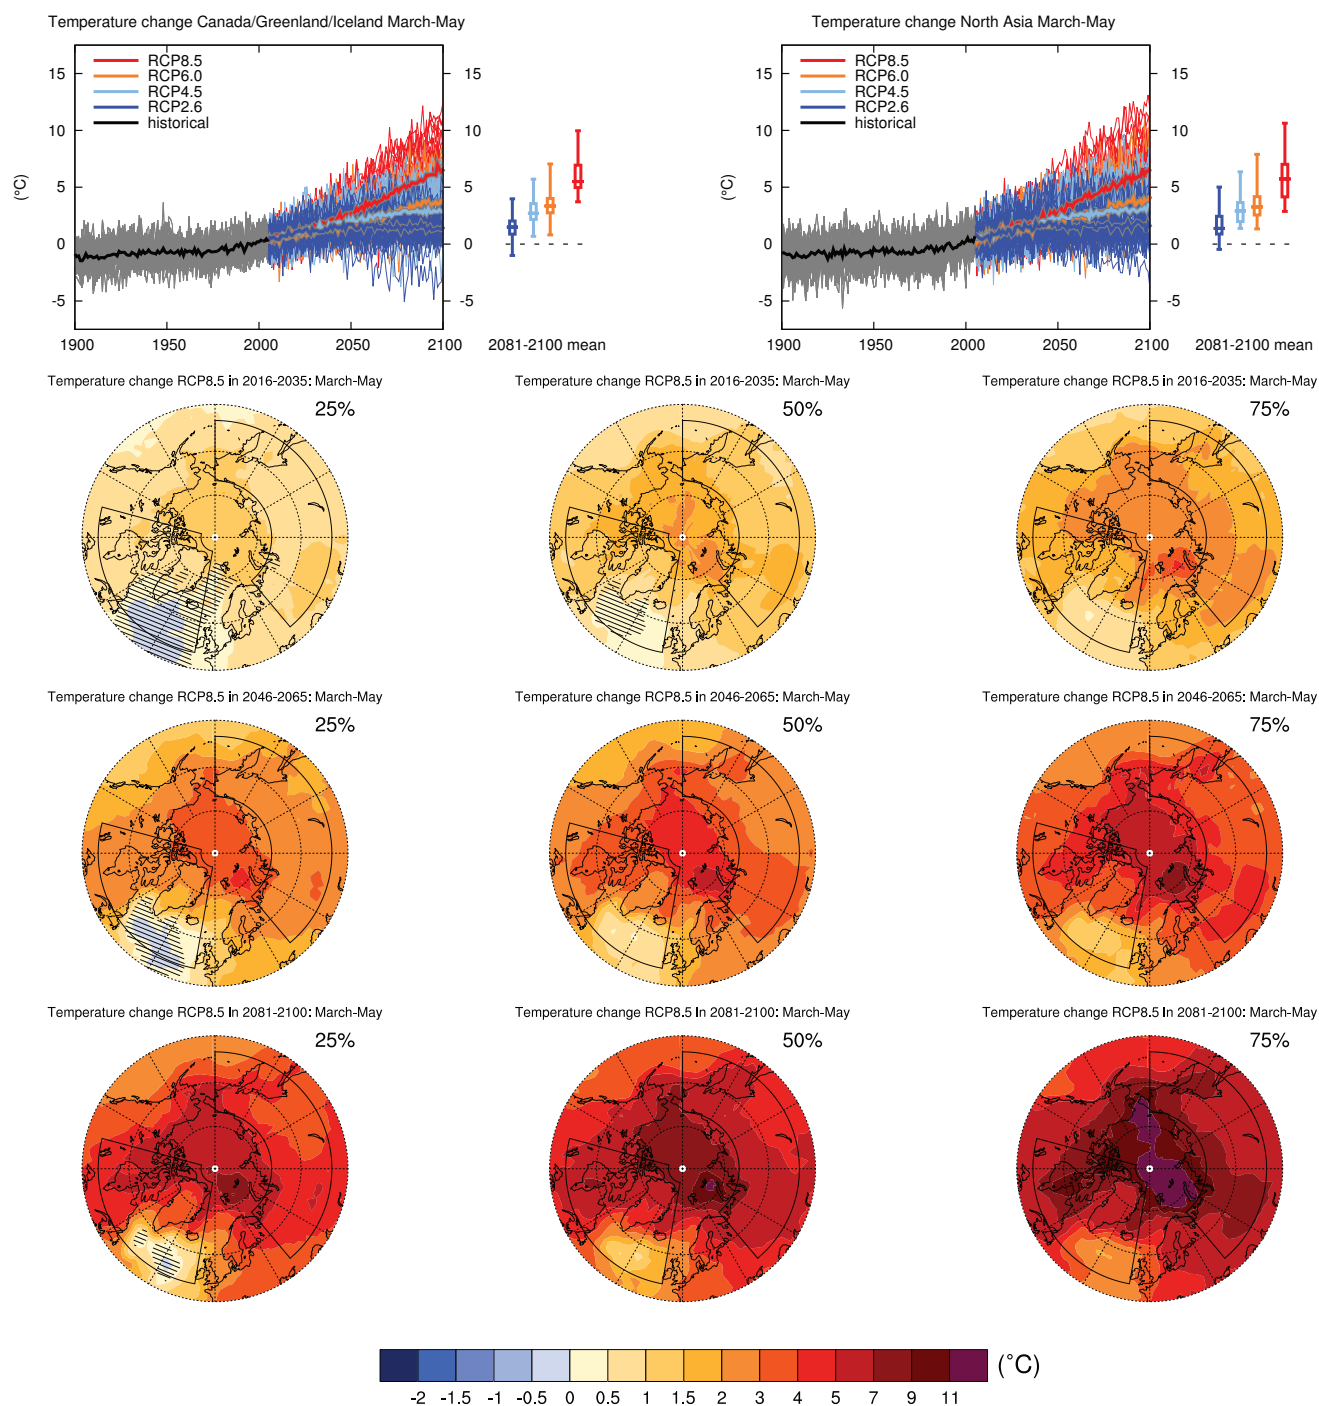 Temperature change Canada/Greenland/Iceland March-May
Temperature change North Asia March-May
15
10
5
0
-5
(°C)
RCP8.5
RCP6.0
RCP4.5
RCP2.6
historical
15
10
5
0
-5
1900 1950 2000 2050 2100
2081-2100 mean
15
10
5
0
-5
(°C)
RCP8.5
RCP6.0
RCP4.5
RCP2.6
historical
15
10
5
0
-5
1900 1950 2000 2050 2100
2081-2100 mean
Temperature change RCP8.5 in 2016-2035: March-May
25%
Temperature change RCP8.5 in 2016-2035: March-May
50%
Temperature change RCP8.5 in 2016-2035: March-May
75%
Temperature change RCP8.5 in 2046-2065: March-May
25%
Temperature change RCP8.5 in 2046-2065: March-May
50%
Temperature change RCP8.5 in 2046-2065: March-May
75%
Temperature change RCP8.5 in 2081-2100: March-May
25%
Temperature change RCP8.5 in 2081-2100: March-May
50%
Temperature change RCP8.5 in 2081-2100: March-May
75%
(°C)
-2 -1.5 -1 -0.5 0 0.5 1 1.5 2 3 4 5 7 9 11